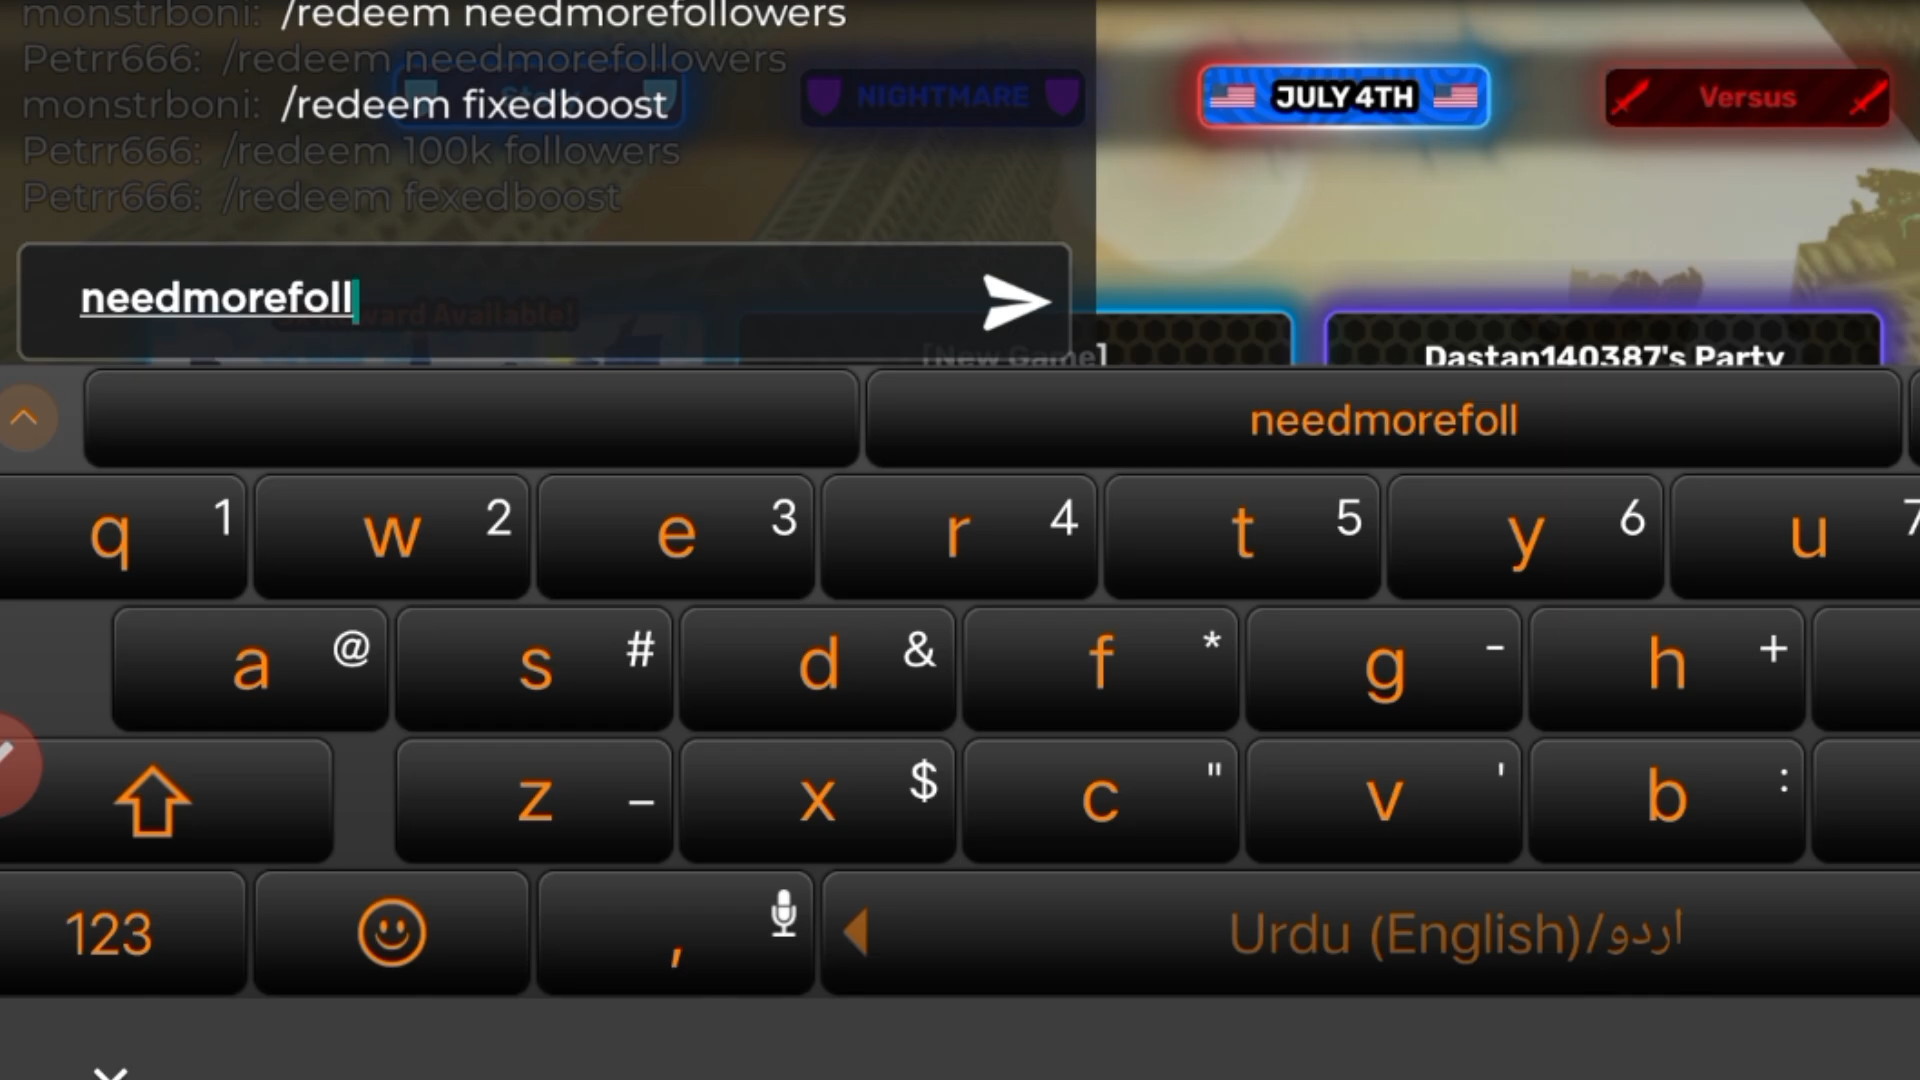 monstrboni: /redeem needmorefollowers
Petrr666: /redeem needmorefollowers
monstrboni: /redeem fixedboost
Petrr666: /redeem 100k followers
Petrr666: /redeem fexedboost
NIGHTMARE
JULY 4TH
Versus
needmorefoll
[New Game]
Dastan140387's Party
needmorefoll
q 1 w 2 e 3 r 4 t 5 y 6 u 7
a @ s # d & f * g - h +
z _ x $ c " v ' b :
123 , Urdu (English)/اردو